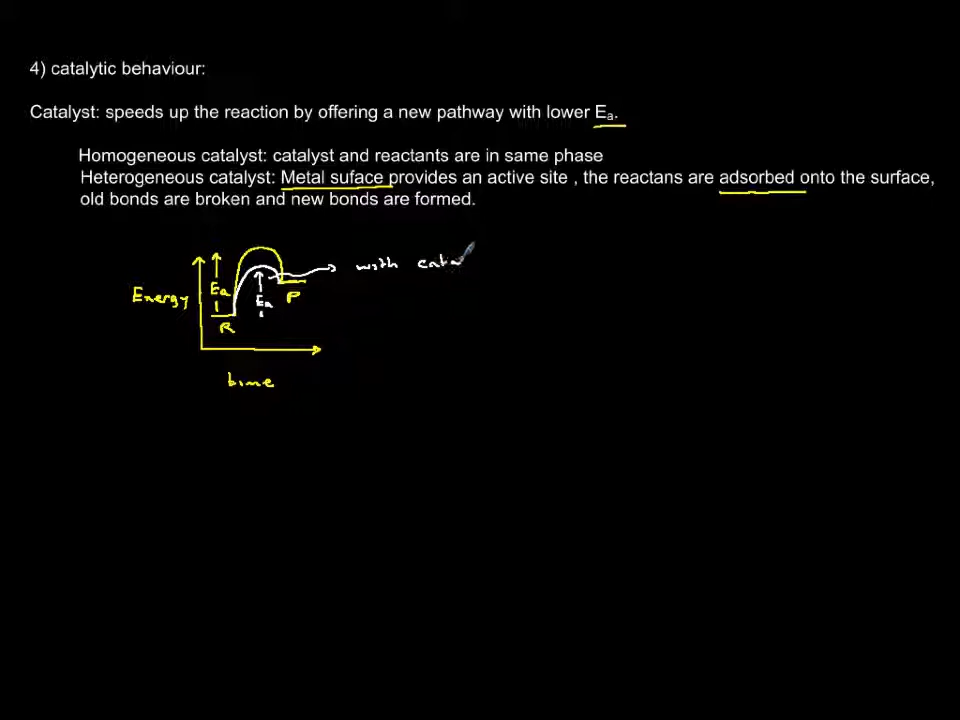 4) catalytic behaviour:
Catalyst: speeds up the reaction by offering a new pathway with lower Eₐ.
Homogeneous catalyst: catalyst and reactants are in same phase
Heterogeneous catalyst: Metal suface provides an active site , the reactans are adsorbed onto the surface,
old bonds are broken and new bonds are formed.
with cata
Energy
Ea
Ea
P
R
time